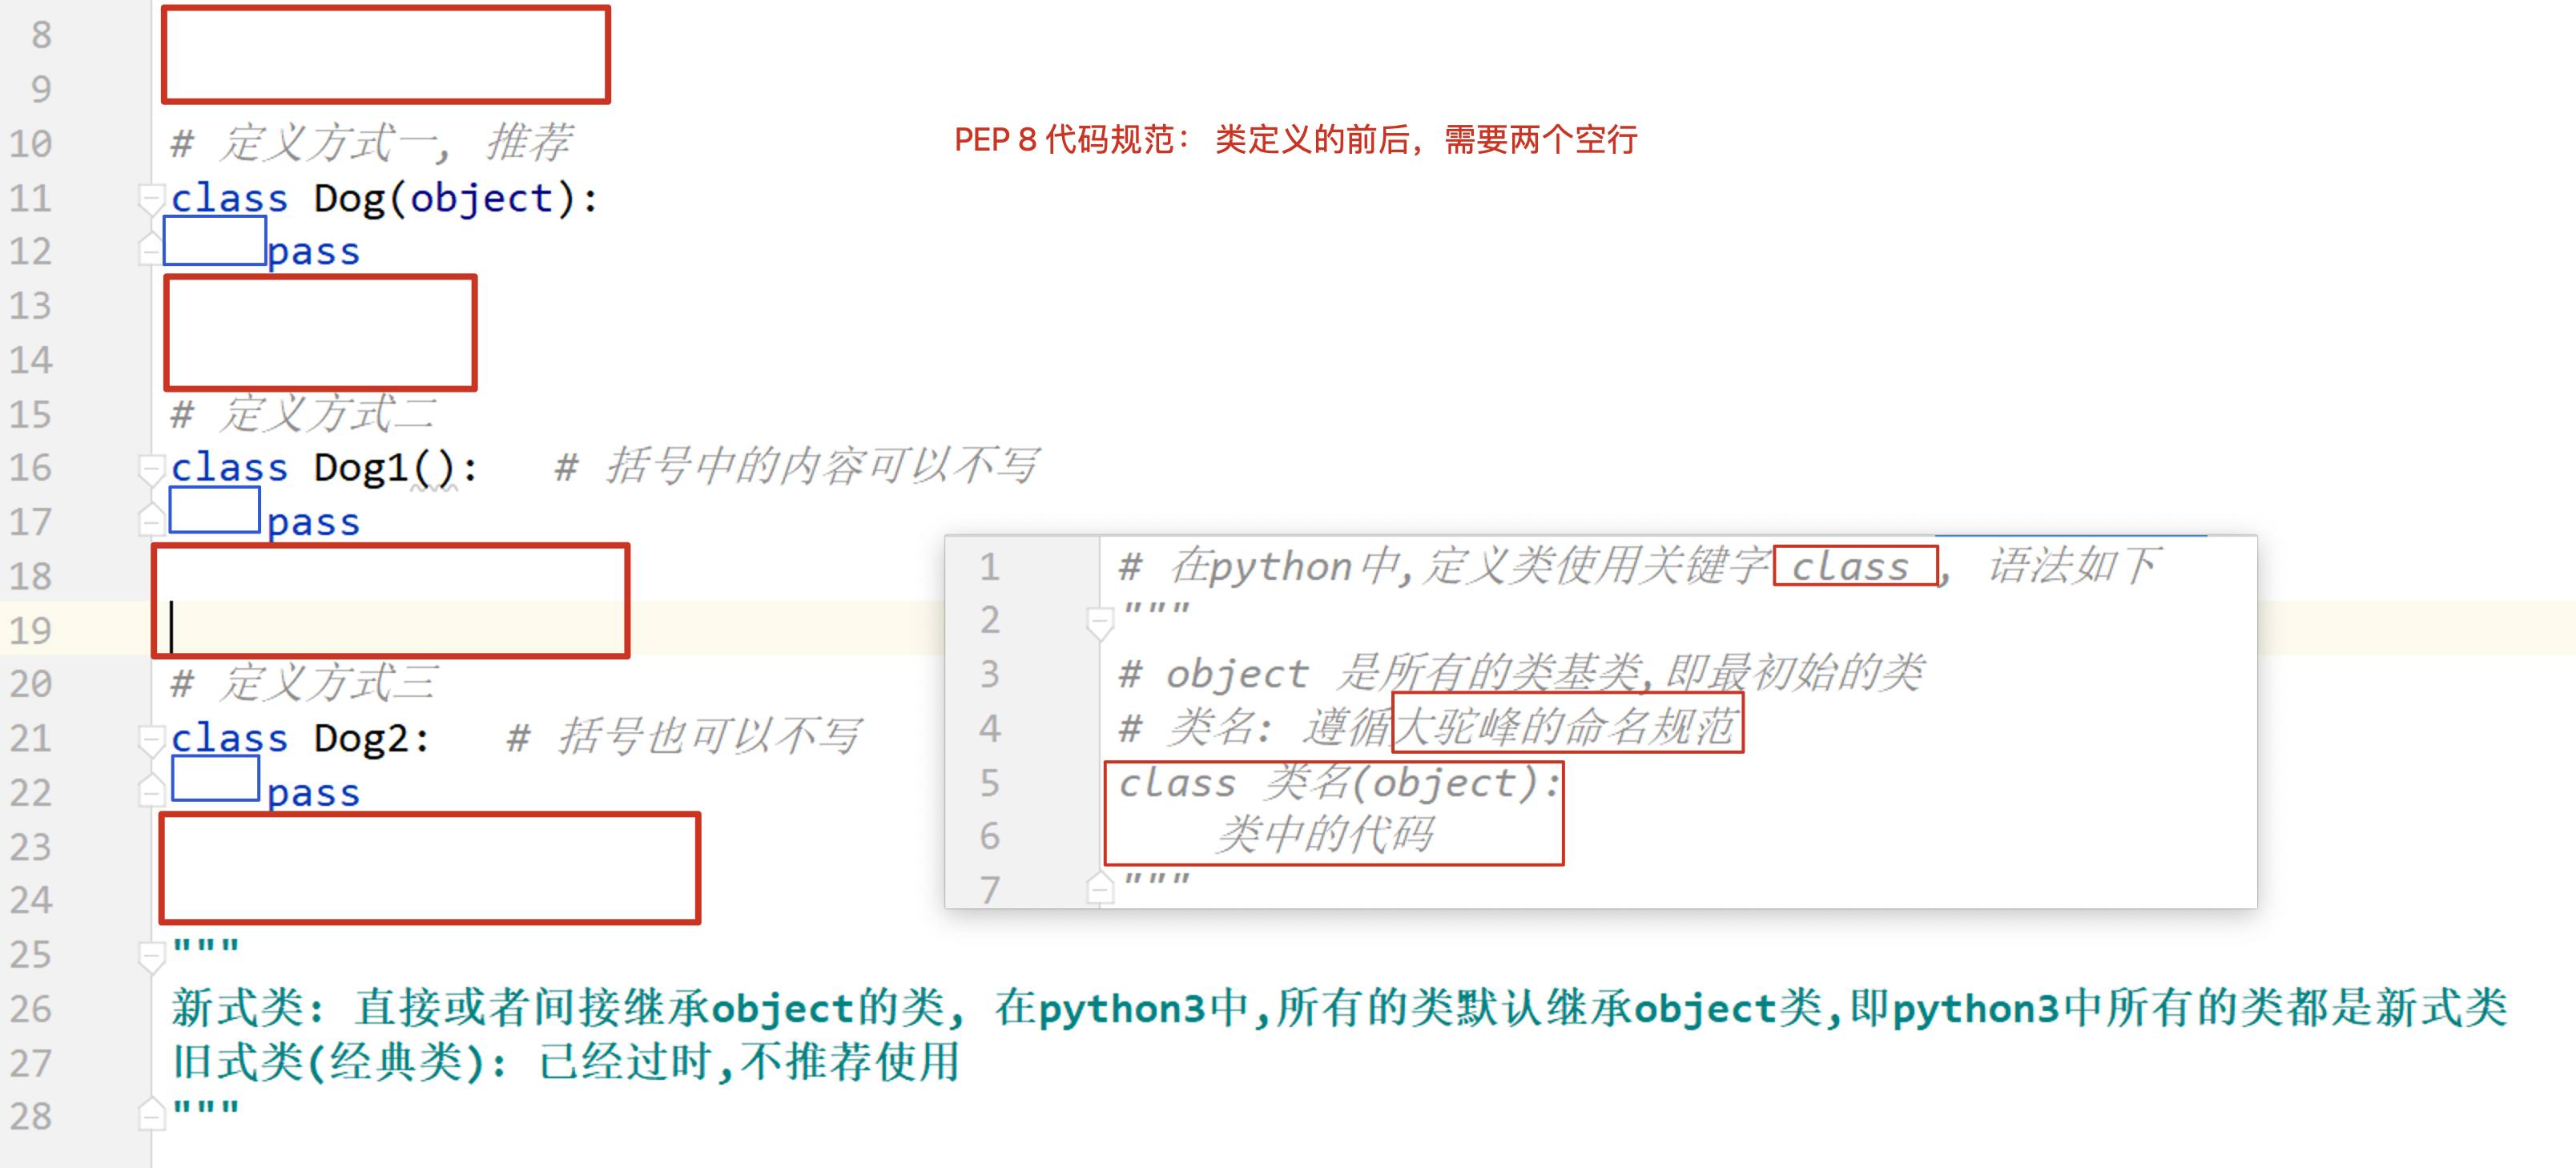 8
9
10 # 定义方式一, 推荐
PEP 8 代码规范： 类定义的前后，需要两个空行
11 class Dog(object):
12 pass
13
14
15 # 定义方式二
16 class Dog1():   # 括号中的内容可以不写
17 pass
18
19
20 # 定义方式三
21 class Dog2:   # 括号也可以不写
22 pass
23
24
25 """
26 新式类: 直接或者间接继承object的类, 在python3中,所有的类默认继承object类,即python3中所有的类都是新式类
27 旧式类(经典类): 已经过时,不推荐使用
28 """
1 # 在python中,定义类使用关键字 class , 语法如下
2 """
3 # object 是所有的类基类,即最初始的类
4 # 类名: 遵循大驼峰的命名规范
5 class 类名(object):
6 类中的代码
7 """